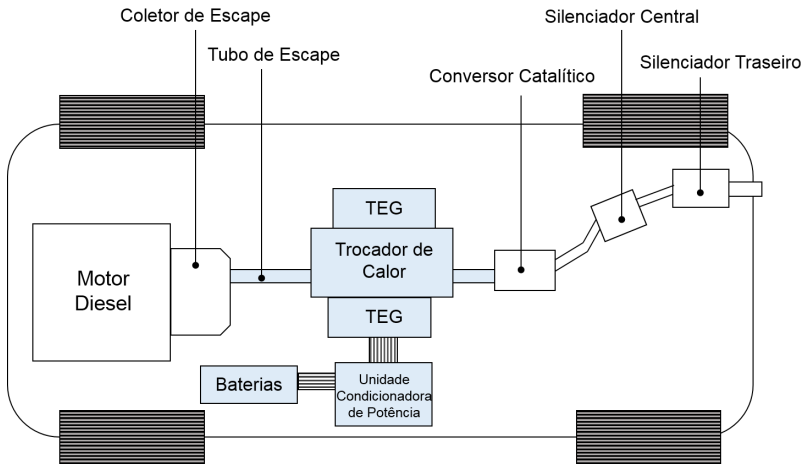 Coletor de Escape
Silenciador Central
Tubo de Escape
Silenciador Traseiro
Conversor Catalítico
TEG
Trocador de
Calor
Motor
Diesel
TEG
Baterias
Unidade
Condicionadora
de Potência